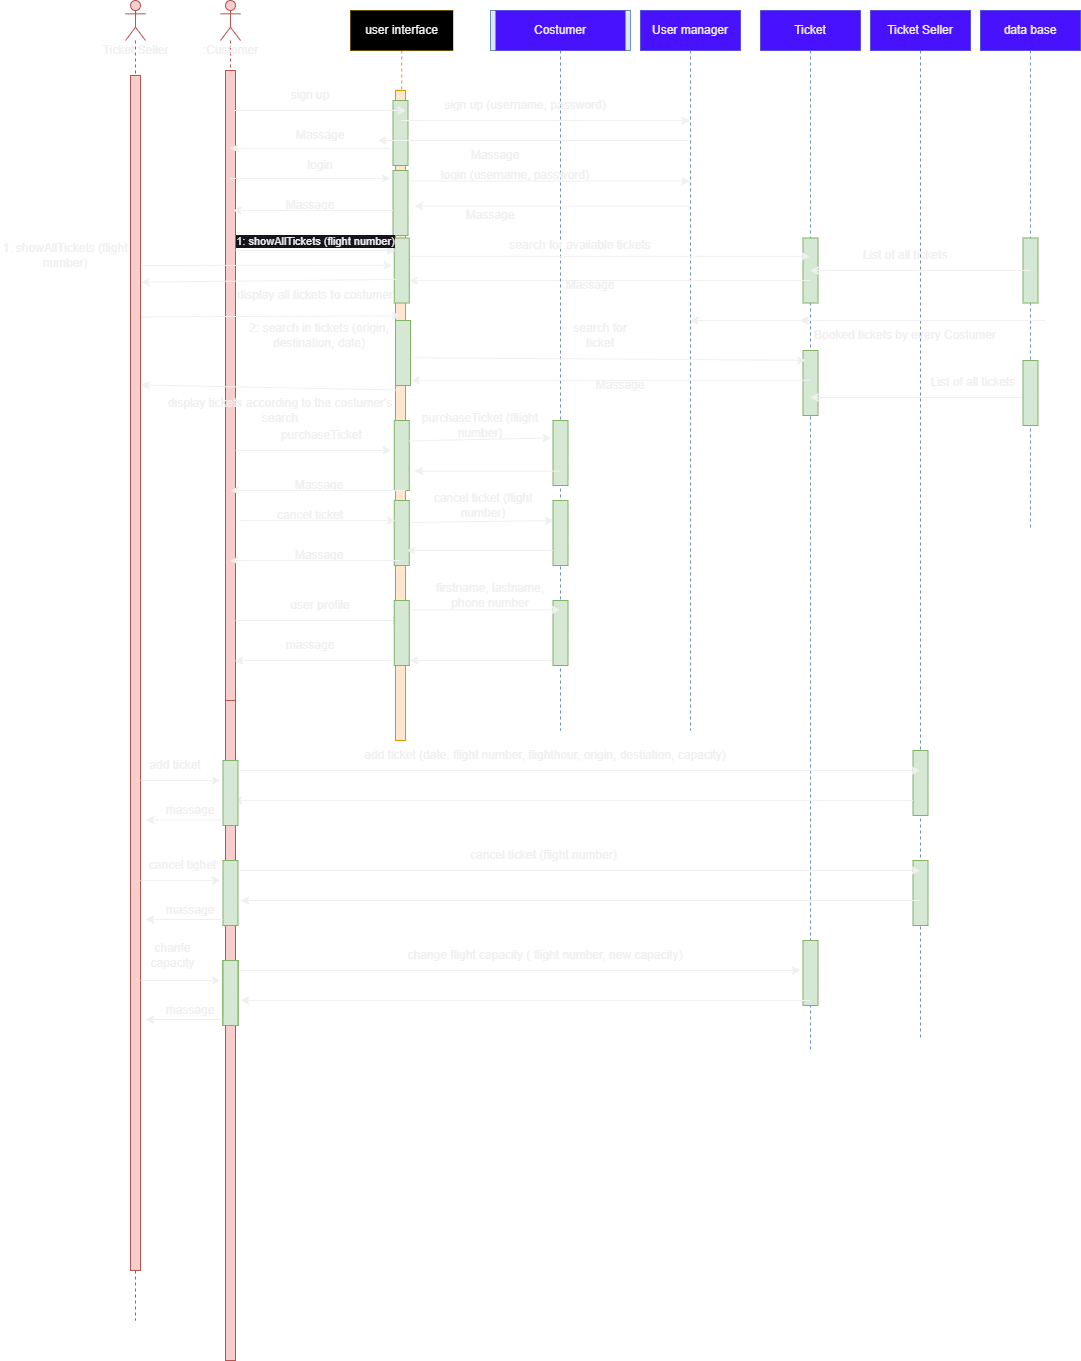 Ticket Seller
:Customer
user interface
Costumer
User manager
Ticket
Ticket Seller
data base
sign up
sign up (username, password)
Massage
Massage
login
login (username, password)
Massage
Massage
1: showAllTickets (flight
number)
1: showAllTickets (flight number)
search for available tickets
List of all tickets
Massage
display all tickets to costumer
2: search in tickets (origin,
destination, date)
search for
ticket
Booked tickets by every Costumer
Massage
List of all tickets
display tickets according to the costumer's
search
purchaseTicket
purchaseTicket (fllight
number)
Massage
cancel ticket
cancel ticket (flight
number)
Massage
user profile
firstname, lastname,
phone number
massage
add ticket
add ticket (date, flight number, flighthour, origin, destiation, capacity)
massage
cancel tighet
cancel ticket (flight number)
massage
chanfe
capacity
change flight capacity ( flight number, new capacity)
massage